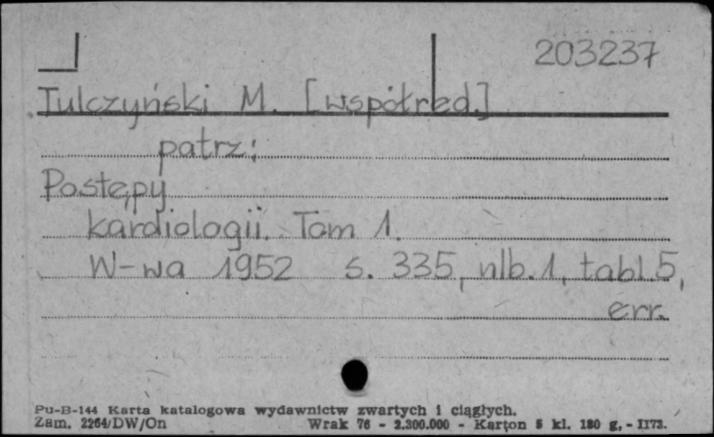 203237
Tulczyński M. [współred.]
patrz:
Postępy
kardiologii. Tom 1.
W-wa 1952 s. 335, nlb. 1, tabl. 5,
err.
Pu-B-144 Karta katalogowa wydawnictw zwartych i ciągłych.
Zam. 2264/DW/On Wrak 76 - 2.300.000 - Karton 5 kl. 180 g. - II73.